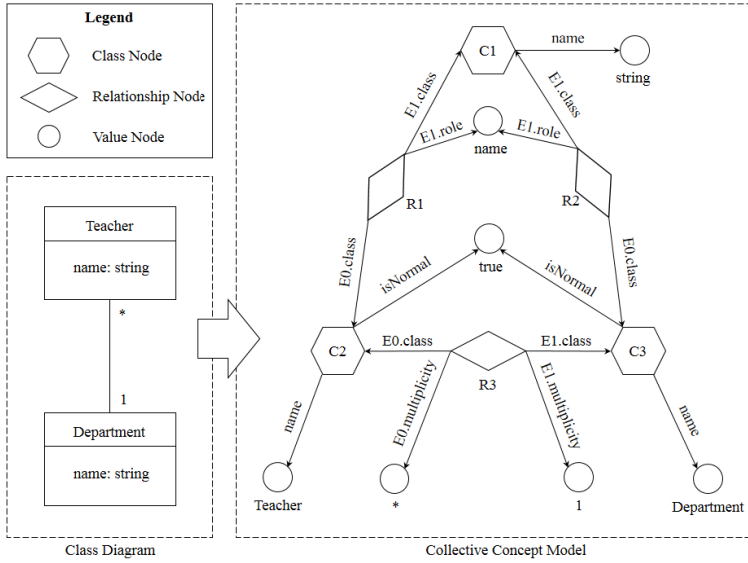 Legend
Class Node
Relationship Node
Value Node
Teacher
name: string
*
1
Department
name: string
Class Diagram
C1
name
string
E1.class
E1.class
E1.role
E1.role
name
R1
R2
E0.class
E0.class
true
isNormal
isNormal
C2
E0.class
R3
E1.class
C3
name
E0.multiplicity
E1.multiplicity
name
Teacher
*
1
Department
Collective Concept Model